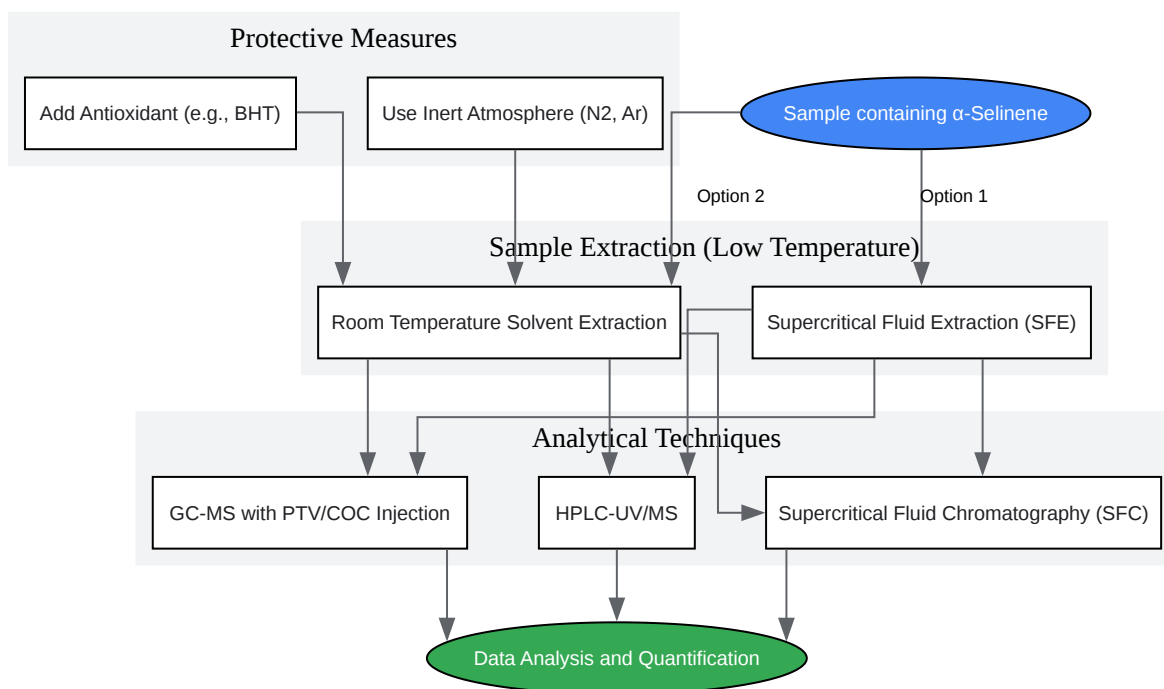 Protective Measures
Add Antioxidant (e.g., BHT)
Use Inert Atmosphere (N2, Ar)
Sample containing α-Selinene
Option 2
Option 1
Sample Extraction (Low Temperature)
Room Temperature Solvent Extraction
Supercritical Fluid Extraction (SFE)
Analytical Techniques
GC-MS with PTV/COC Injection
HPLC-UV/MS
Supercritical Fluid Chromatography (SFC)
Data Analysis and Quantification